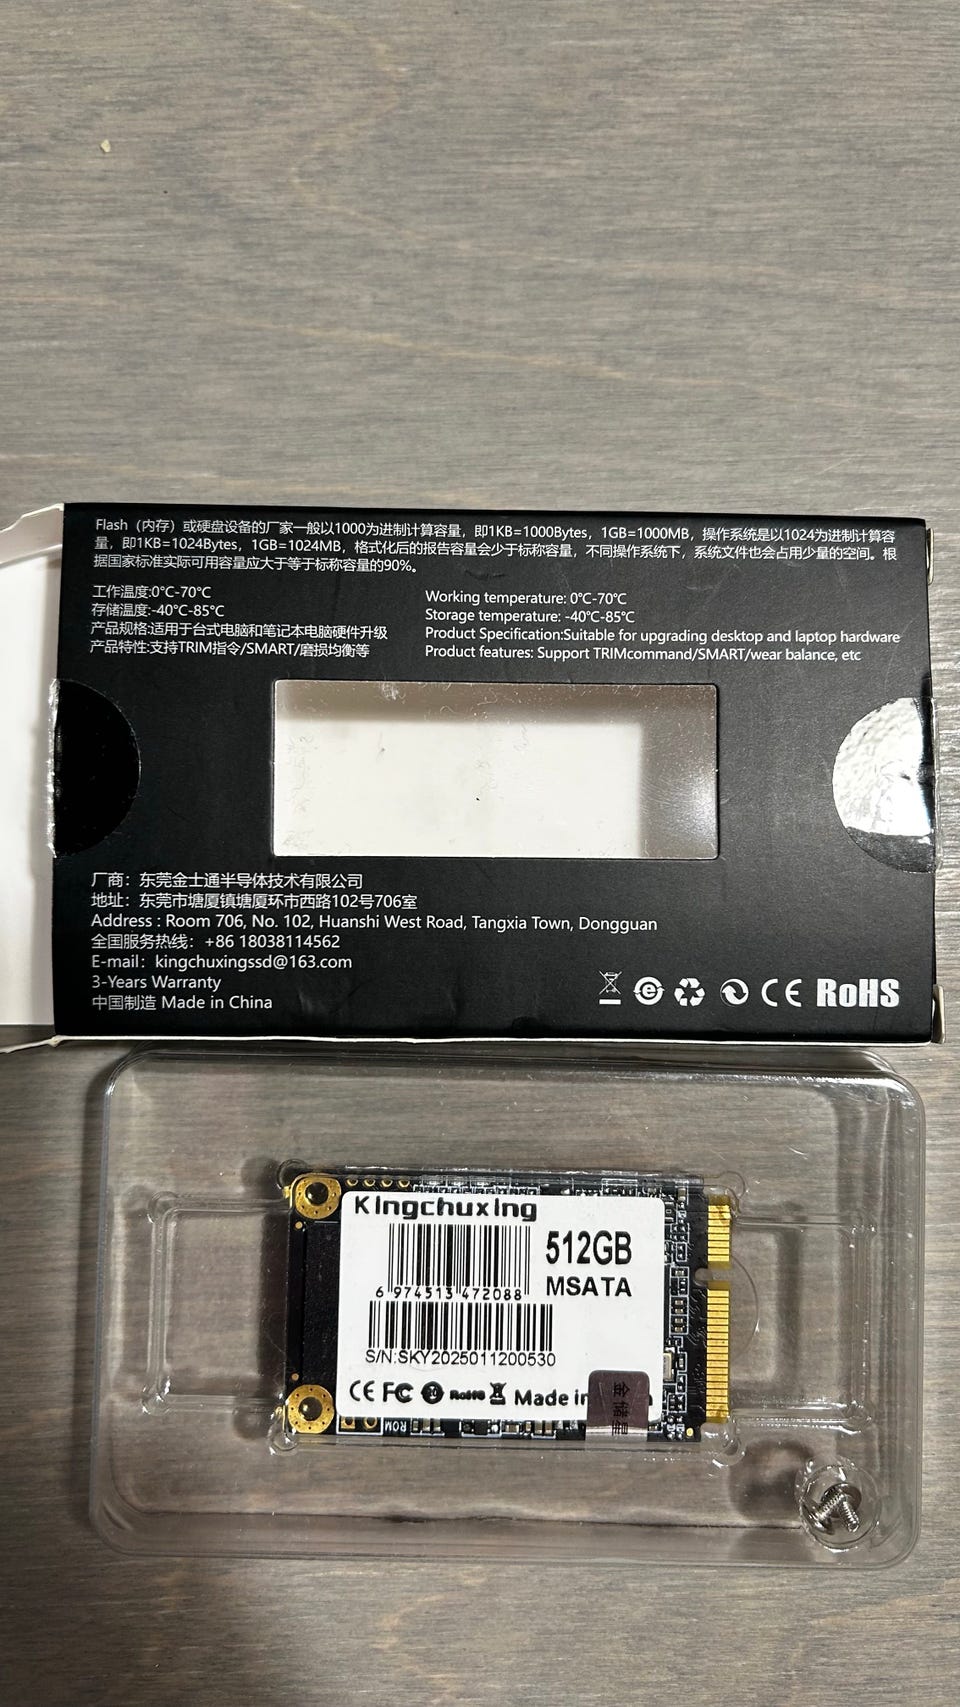 Flash（内存）或硬盘设备的厂家一般以1000为进制计算容量，即1KB=1000Bytes，1GB=1000MB，操作系统是以1024为进制计算容
量，即1KB=1024Bytes，1GB=1024MB，格式化后的报告容量会少于标称容量，不同操作系统下，系统文件也会占用少量的空间。根
据国家标准实际可用容量应大于等于标称容量的90%。
工作温度:0°C-70°C
存储温度:-40°C-85°C
产品规格:适用于台式电脑和笔记本电脑硬件升级
产品特性:支持TRIM指令/SMART/磨损均衡等
Working temperature: 0°C-70°C
Storage temperature: -40°C-85°C
Product Specification:Suitable for upgrading desktop and laptop hardware
Product features: Support TRIMcommand/SMART/wear balance, etc
厂商：东莞金士通半导体技术有限公司
地址：东莞市塘厦镇塘厦环市西路102号706室
Address : Room 706, No. 102, Huanshi West Road, Tangxia Town, Dongguan
全国服务热线：+86 18038114562
E-mail：kingchuxingssd@163.com
3-Years Warranty
中国制造 Made in China
CE RoHS
Kingchuxing
512GB
MSATA
6 974513 472088
S/N:SKY2025011200530
CE FC RoHS Made in
金储星
ROM